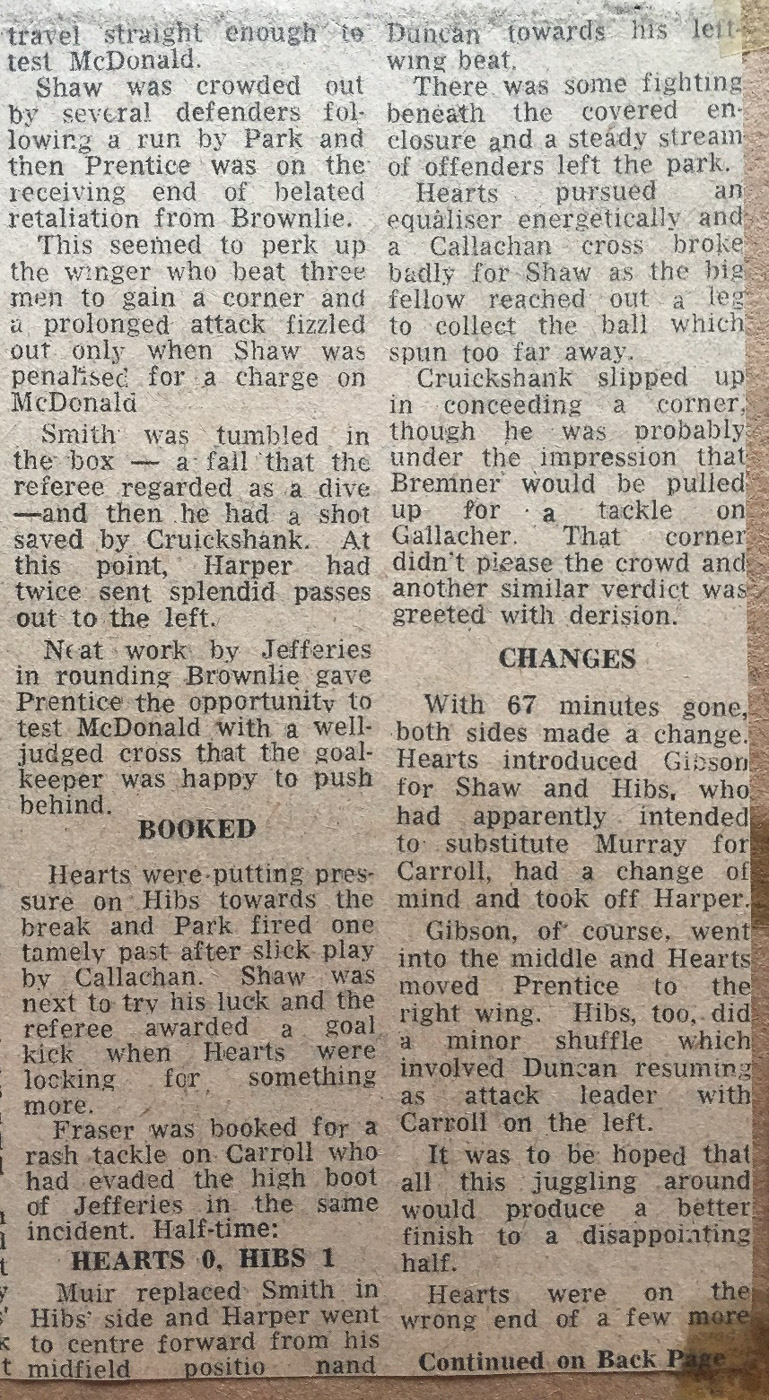 travel straight enough to
test McDonald.
Shaw was crowded out
by several defenders fol-
lowing a run by Park and
then Prentice was on the
receiving end of belated
retaliation from Brownlie.
This seemed to perk up
the winger who beat three
men to gain a corner and
a prolonged attack fizzled
out only when Shaw was
penalised for a charge on
McDonald
Smith was tumbled in
the box — a fall that the
referee regarded as a dive
—and then he had a shot
saved by Cruickshank. At
this point, Harper had
twice sent splendid passes
out to the left.
Neat work by Jefferies
in rounding Brownlie gave
Prentice the opportunity to
test McDonald with a well-
judged cross that the goal-
keeper was happy to push
behind.
BOOKED
Hearts were putting pres-
sure on Hibs towards the
break and Park fired one
tamely past after slick play
by Callachan. Shaw was
next to try his luck and the
referee awarded a goal
kick when Hearts were
looking for something
more.
Fraser was booked for a
rash tackle on Carroll who
had evaded the high boot
of Jefferies in the same
incident. Half-time:
HEARTS 0, HIBS 1
Muir replaced Smith in
Hibs' side and Harper went
to centre forward from his
midfield positio nand
Duncan towards his left-
wing beat.
There was some fighting
beneath the covered en-
closure and a steady stream
of offenders left the park.
Hearts pursued an
equaliser energetically and
a Callachan cross broke
badly for Shaw as the big
fellow reached out a leg
to collect the ball which
spun too far away.
Cruickshank slipped up
in conceeding a corner,
though he was probably
under the impression that
Bremner would be pulled
up for a tackle on
Gallacher. That corner
didn't please the crowd and
another similar verdict was
greeted with derision.
CHANGES
With 67 minutes gone,
both sides made a change.
Hearts introduced Gibson
for Shaw and Hibs, who
had apparently intended
to substitute Murray for
Carroll, had a change of
mind and took off Harper.
Gibson, of course, went
into the middle and Hearts
moved Prentice to the
right wing. Hibs, too, did
a minor shuffle which
involved Duncan resuming
as attack leader with
Carroll on the left.
It was to be hoped that
all this juggling around
would produce a better
finish to a disappointing
half.
Hearts were on the
wrong end of a few more
Continued on Back Page